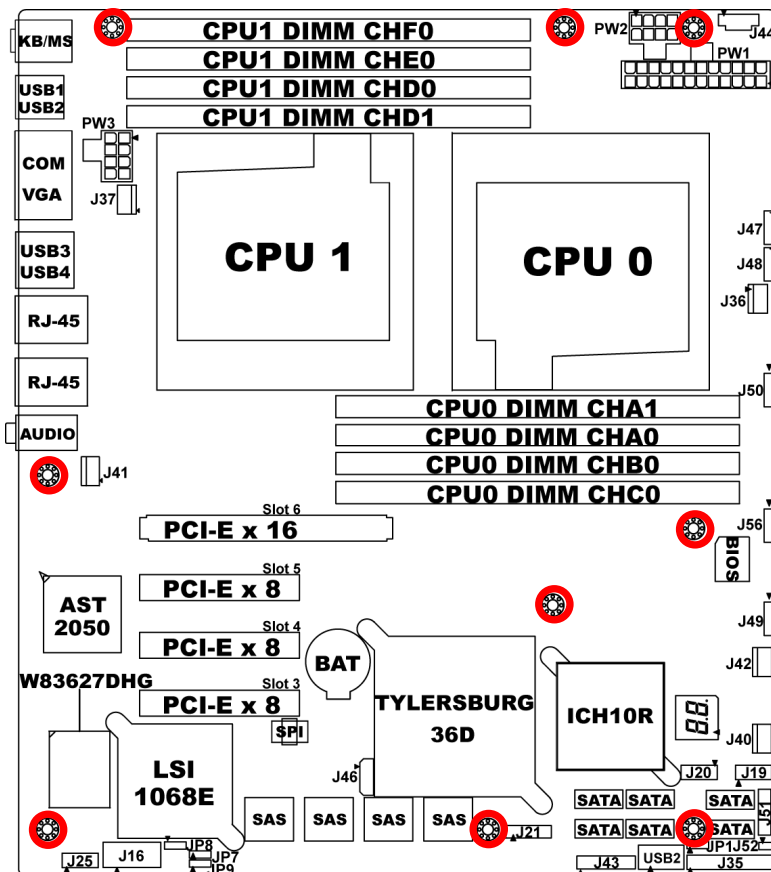 KB/MS
CPU1 DIMM CHF0
PW2
J44
CPU1 DIMM CHE0
PW1
USB1
USB2
CPU1 DIMM CHD0
CPU1 DIMM CHD1
PW3
COM
VGA
J37
CPU 1
CPU 0
J47
USB3
USB4
J48
J36
RJ-45
RJ-45
J50
CPU0 DIMM CHA1
AUDIO
CPU0 DIMM CHA0
CPU0 DIMM CHB0
J41
CPU0 DIMM CHC0
Slot 6
PCI-E x 16
J56
BIOS
Slot 5
PCI-E x 8
AST
2050
J49
Slot 4
PCI-E x 8
BAT
J42
W83627DHG
Slot 3
PCI-E x 8
TYLERSBURG
36D
ICH10R
8.8.
SPI
J40
LSI
1068E
J46
J20
J19
SATA
SATA
SATA
J51
SAS
SAS
SAS
SAS
J21
SATA
SATA
SATA
JP8
JP1
J52
J25
J16
JP7
JP9
J43
USB2
J35